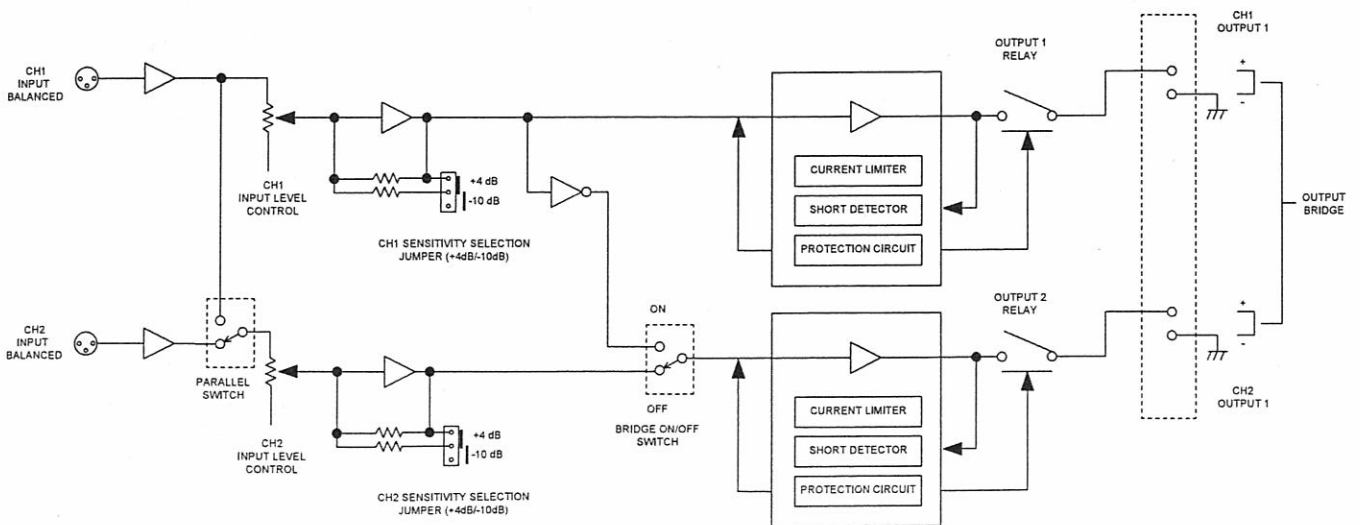 CH1
INPUT
BALANCED
CH1
INPUT LEVEL
CONTROL
+4 dB
-10 dB
CH1 SENSITIVITY SELECTION
JUMPER (+4dB/-10dB)
CURRENT LIMITER
SHORT DETECTOR
PROTECTION CIRCUIT
OUTPUT 1
RELAY
CH1
OUTPUT 1
+
-
OUTPUT
BRIDGE
CH2
INPUT
BALANCED
PARALLEL
SWITCH
CH2
INPUT LEVEL
CONTROL
+4 dB
-10 dB
CH2 SENSITIVITY SELECTION
JUMPER (+4dB/-10dB)
ON
OFF
BRIDGE ON/OFF
SWITCH
CURRENT LIMITER
SHORT DETECTOR
PROTECTION CIRCUIT
OUTPUT 2
RELAY
+
-
CH2
OUTPUT 1